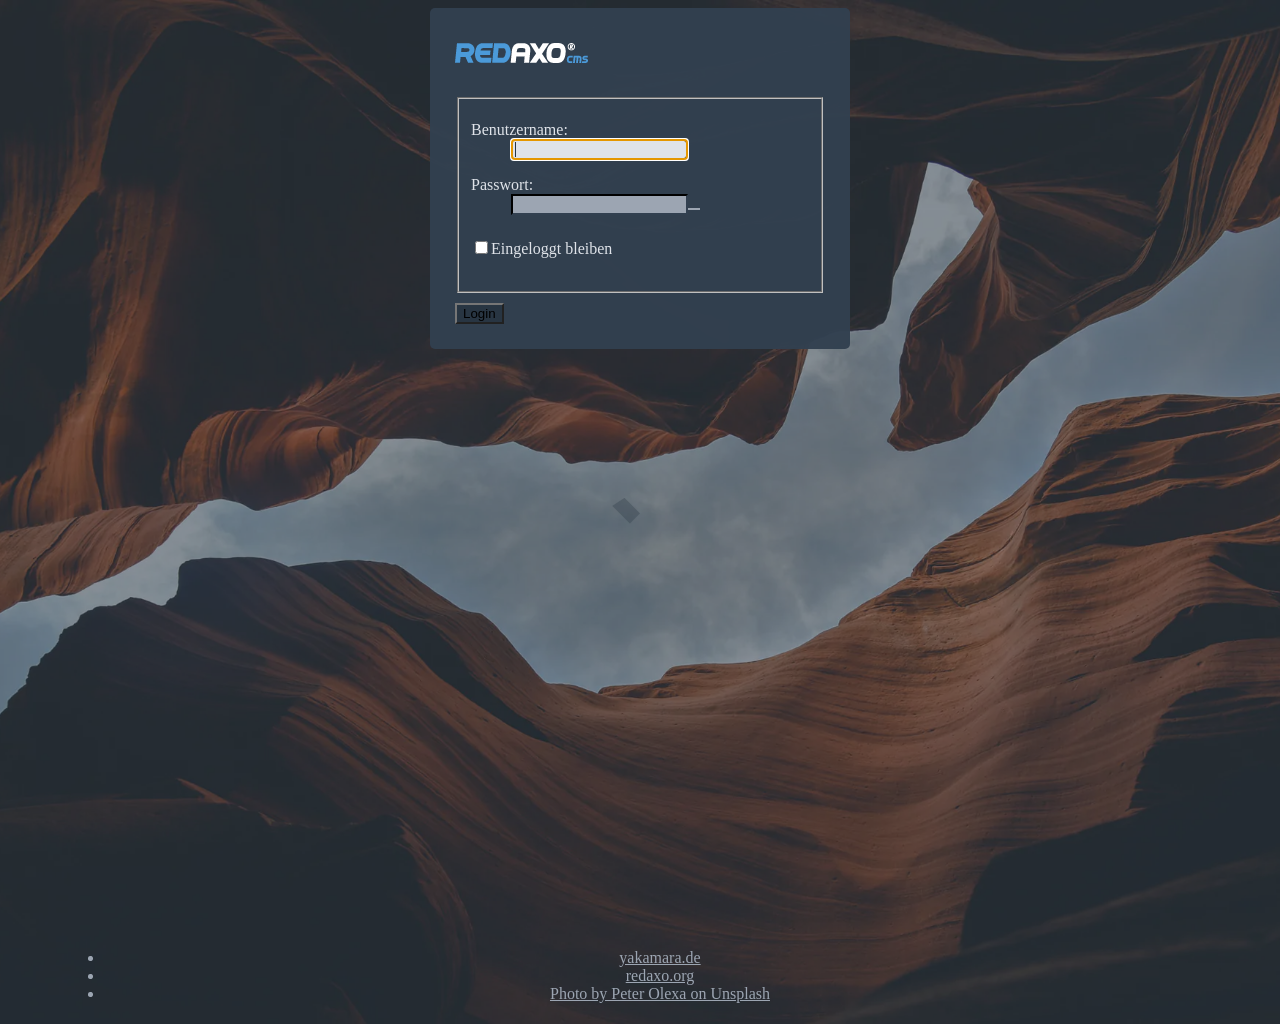 REDAXO® cms
Benutzername:
Passwort:
Eingeloggt bleiben
Login
yakamara.de
redaxo.org
Photo by Peter Olexa on Unsplash